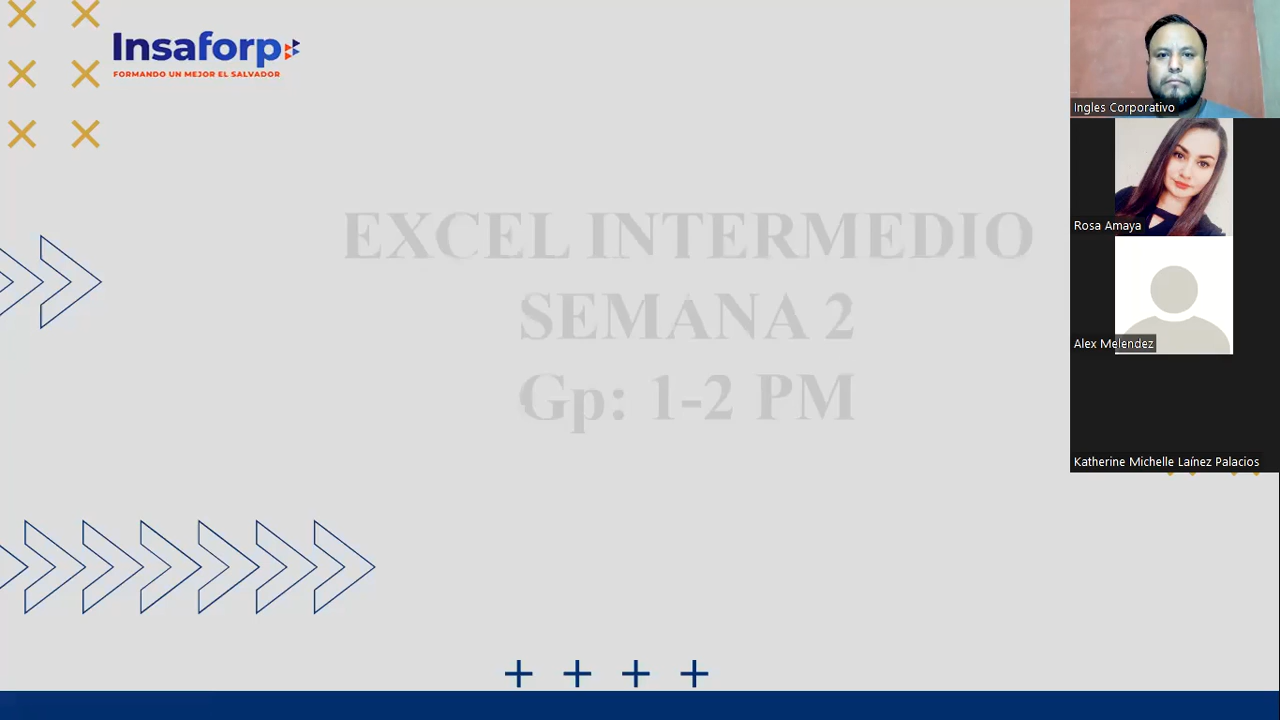 Insaforp
FORMANDO UN MEJOR EL SALVADOR
EXCEL INTERMEDIO
SEMANA 2
Gp: 1-2 PM
Ingles Corporativo
Rosa Amaya
Alex Melendez
Katherine Michelle Laínez Palacios